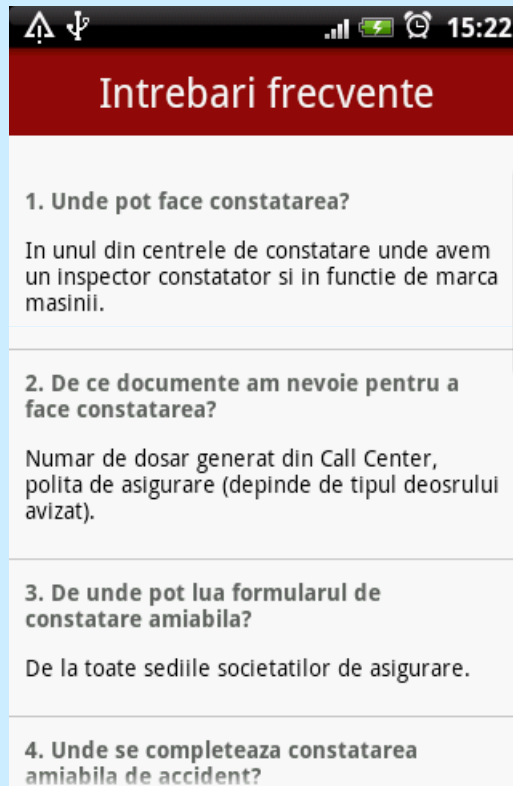 15:22
Intrebari frecvente
1. Unde pot face constatarea?
In unul din centrele de constatare unde avem
un inspector constatator si in functie de marca
masinii.
2. De ce documente am nevoie pentru a
face constatarea?
Numar de dosar generat din Call Center,
polita de asigurare (depinde de tipul deosrului
avizat).
3. De unde pot lua formularul de
constatare amiabila?
De la toate sediile societatilor de asigurare.
4. Unde se completeaza constatarea
amiabila de accident?